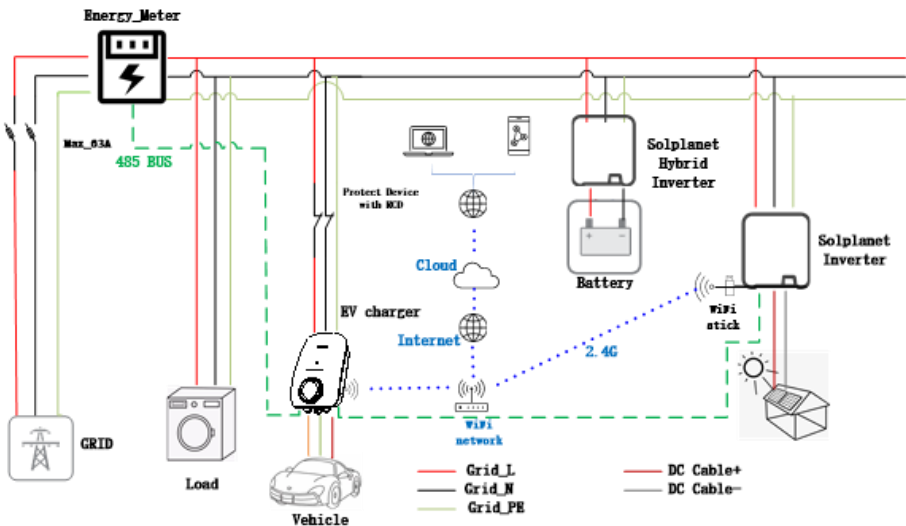 Energy_Meter
Max_63A
485 BUS
Protect Device
with RCD
Solplanet
Hybrid
Inverter
Solplanet
Inverter
Cloud
Battery
WiFi
stick
EV charger
Internet
2.4G
WiFi
network
GRID
Load
Vehicle
Grid_L
Grid_N
Grid_PE
DC Cable+
DC Cable-